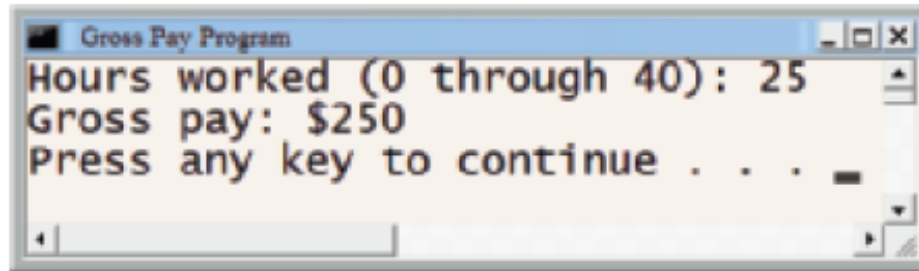 Gross Pay Program
Hours worked (0 through 40): 25
Gross pay: $250
Press any key to continue . . . _